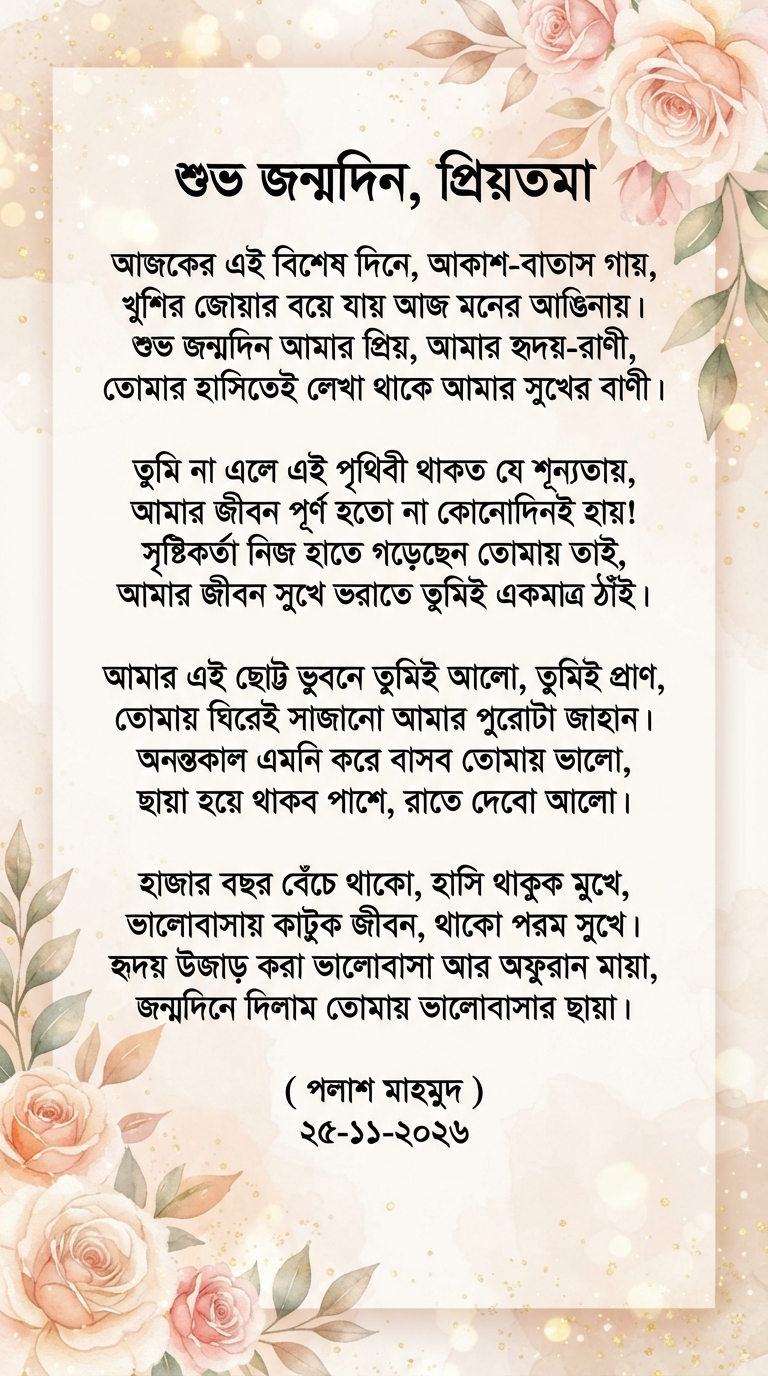 শুভ জন্মদিন, প্রিয়তমা
আজকের এই বিশেষ দিনে, আকাশ-বাতাস গায়,
খুশির জোয়ার বয়ে যায় আজ মনের আঙিনায়।
শুভ জন্মদিন আমার প্রিয়, আমার হৃদয়-রাণী,
তোমার হাসিতেই লেখা থাকে আমার সুখের বাণী।
তুমি না এলে এই পৃথিবী থাকত যে শূন্যতায়,
আমার জীবন পূর্ণ হতো না কোনোদিনই হায়!
সৃষ্টিকর্তা নিজ হাতে গড়েছেন তোমায় তাই,
আমার জীবন সুখে ভরাতে তুমিই একমাত্র ঠাঁই।
আমার এই ছোট্ট ভুবনে তুমিই আলো, তুমিই প্রাণ,
তোমায় ঘিরেই সাজানো আমার পুরোটা জাহান।
অনন্তকাল এমনি করে বাসব তোমায় ভালো,
ছায়া হয়ে থাকব পাশে, রাতে দেবো আলো।
হাজার বছর বেঁচে থাকো, হাসি থাকুক মুখে,
ভালোবাসায় কাটুক জীবন, থাকো পরম সুখে।
হৃদয় উজাড় করা ভালোবাসা আর অফুরান মায়া,
জন্মদিনে দিলাম তোমায় ভালোবাসার ছায়া।
( পলাশ মাহমুদ )
২৫-১১-২০২৬